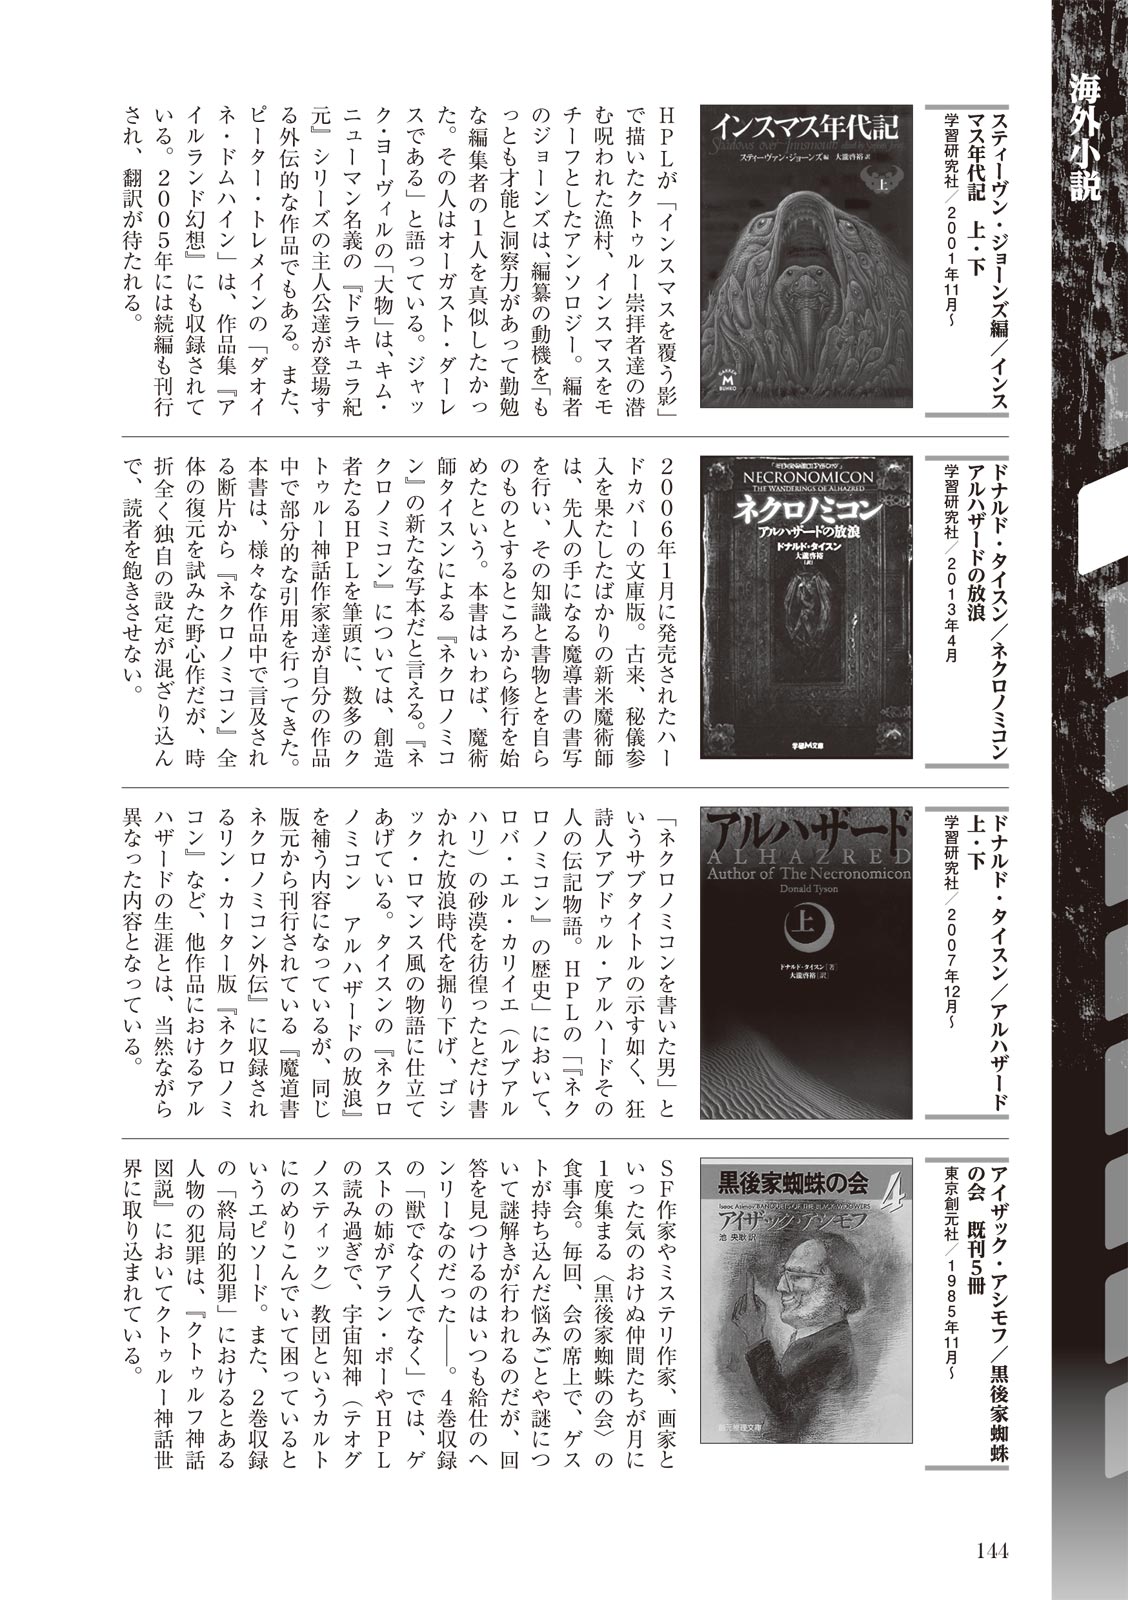 海外小説
スティーヴン・ジョーンズ編／インス
マス年代記　上・下
学習研究社／2001年11月～
インスマス年代記
Shadows over Innsmouth edited by Stephen Jones
スティーヴァン・ジョーンズ 編　大瀧啓裕 訳
上
GAKKEN
M
BUNKO
HPLが「インスマスを覆う影」
で描いたクトゥルー崇拝者達の潜
む呪われた漁村、インスマスをモ
チーフとしたアンソロジー。編者
のジョーンズは、編纂の動機を「も
っとも才能と洞察力があって勤勉
な編集者の1人を真似したかっ
た。その人はオーガスト・ダーレ
スである」と語っている。ジャッ
ク・ヨーヴィルの「大物」は、キム・
ニューマン名義の『ドラキュラ紀
元』シリーズの主人公達が登場す
る外伝的な作品でもある。また、
ピーター・トレメインの「ダオイ
ネ・ドムハイン」は、作品集『ア
イルランド幻想』にも収録されて
いる。2005年には続編も刊行
され、翻訳が待たれる。
ドナルド・タイスン／ネクロノミコン
アルハザードの放浪
学習研究社／2013年4月
NECRONOMICON
THE WANDERINGS OF ALHAZRED
ネクロノミコン
アルハザードの放浪
ドナルド・タイスン
大瀧啓裕
[訳]
学研M文庫
2006年1月に発売されたハー
ドカバーの文庫版。古来、秘儀参
入を果たしたばかりの新米魔術師
は、先人の手になる魔導書の書写
を行い、その知識と書物とを自ら
のものとするところから修行を始
めたという。本書はいわば、魔術
師タイスンによる『ネクロノミコ
ン』の新たな写本だと言える。『ネ
クロノミコン』については、創造
者たるHPLを筆頭に、数多のク
トゥルー神話作家達が自分の作品
中で部分的な引用を行ってきた。
本書は、様々な作品中で言及され
る断片から『ネクロノミコン』全
体の復元を試みた野心作だが、時
折全く独自の設定が混ざり込ん
で、読者を飽きさせない。
ドナルド・タイスン／アルハザード
上・下
学習研究社／2007年12月～
アルハザード
ALHAZRED
Author of The Necronomicon
Donald Tyson
上
ドナルド・タイスン[著]
大瀧啓裕[訳]
「ネクロノミコンを書いた男」と
いうサブタイトルの示す如く、狂
詩人アブドゥル・アルハードその
人の伝記物語。HPLの「『ネク
ロノミコン』の歴史」において、
ロバ・エル・カリイエ（ルブアル
ハリ）の砂漠を彷徨ったとだけ書
かれた放浪時代を掘り下げ、ゴシ
ック・ロマンス風の物語に仕立て
あげている。タイスンの『ネクロ
ノミコン　アルハザードの放浪』
を補う内容になっているが、同じ
版元から刊行されている『魔道書
ネクロノミコン外伝』に収録され
るリン・カーター版『ネクロノミ
コン』など、他作品におけるアル
ハザードの生涯とは、当然ながら
異なった内容となっている。
アイザック・アシモフ／黒後家蜘蛛
の会　既刊5冊
東京創元社／1985年11月～
黒後家蜘蛛の会 4
Isaac Asimov BANQUETS OF THE BLACK WIDOWERS
アイザック・アシモフ
池 央耿 訳
創元推理文庫
SF作家やミステリ作家、画家と
いった気のおけぬ仲間たちが月に
1度集まる〈黒後家蜘蛛の会〉の
食事会。毎回、会の席上で、ゲス
トが持ち込んだ悩みごとや謎につ
いて謎解きが行われるのだが、回
答を見つけるのはいつも給仕のヘ
ンリーなのだった――。4巻収録
の「獣でなく人でなく」では、ゲ
ストの姉がアラン・ポーやHPL
の読み過ぎで、宇宙知神（テオグ
ノスティック）教団というカルト
にのめりこんでいて困っていると
いうエピソード。また、2巻収録
の「終局的犯罪」におけるとある
人物の犯罪は、『クトゥルフ神話
図説』においてクトゥルー神話世
界に取り込まれている。
144